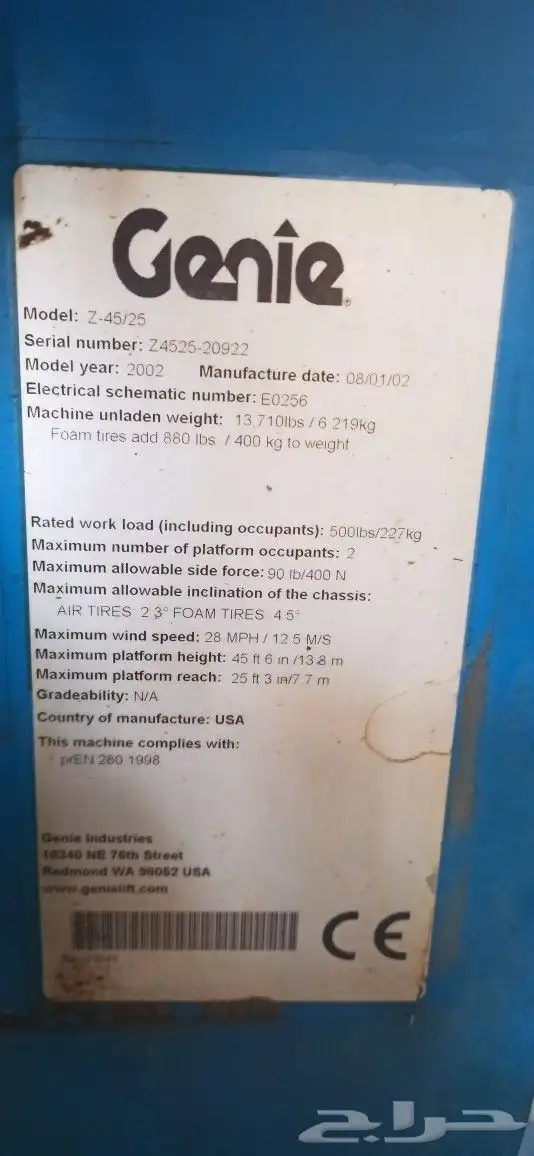 Genie
Model: Z-45/25
Serial number: Z4525-20922
Model year: 2002 Manufacture date: 08/01/02
Electrical schematic number: E0256
Machine unladen weight: 13,710lbs / 6 219kg
Foam tires add 880 lbs / 400 kg to weight
Rated work load (including occupants): 500lbs/227kg
Maximum number of platform occupants: 2
Maximum allowable side force: 90 lb/400 N
Maximum allowable inclination of the chassis:
AIR TIRES 2.3° FOAM TIRES 4.5°
Maximum wind speed: 28 MPH / 12.5 M/S
Maximum platform height: 45 ft 6 in /13.8 m
Maximum platform reach: 25 ft 3 in/7.7 m
Gradeability: N/A
Country of manufacture: USA
This machine complies with:
prEN 280 1998
Genie Industries
18340 NE 76th Street
Redmond WA 98052 USA
www.genielift.com
CE
حراج